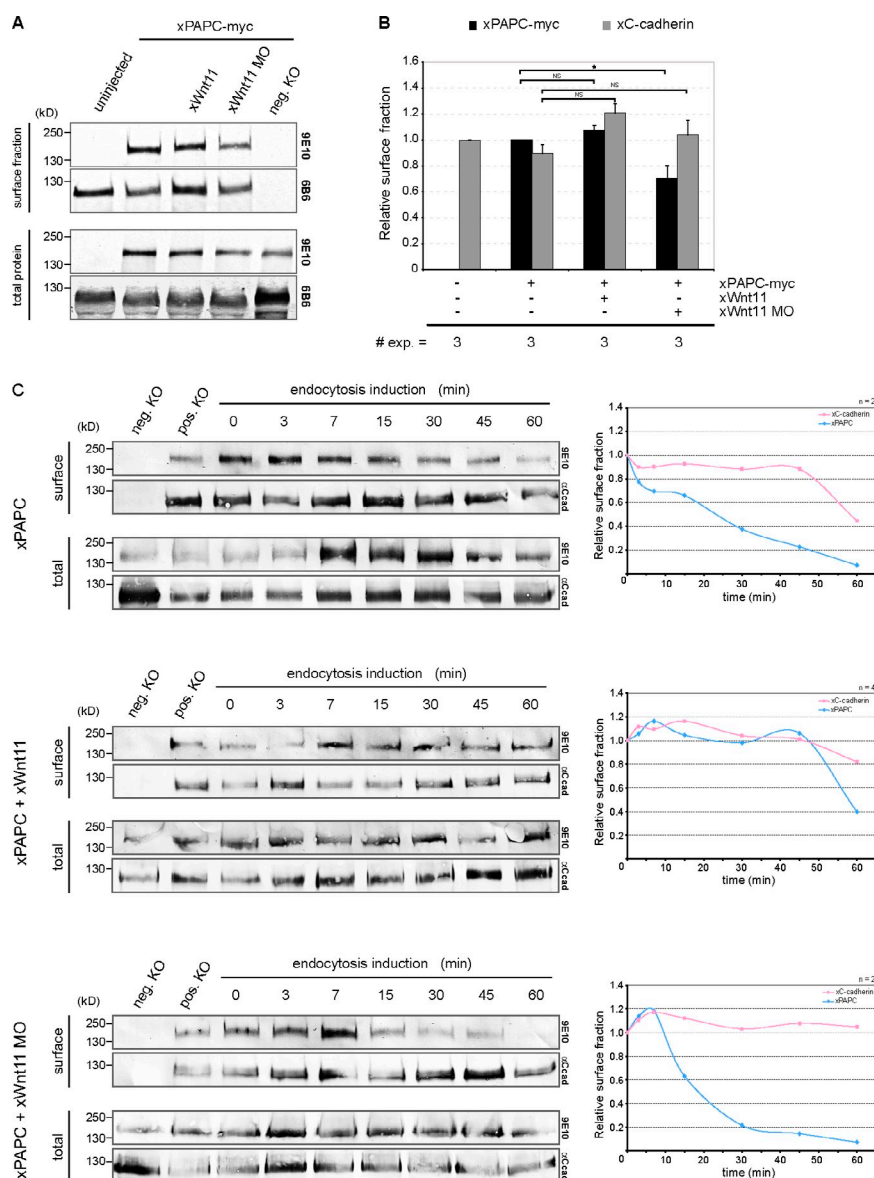 A
xPAPC-myc
uninjected
xWnt11
xWnt11 MO
neg. KO
(kD)
surface fraction
250
130
9E10
130
6B6
total protein
250
130
9E10
130
6B6
B
xPAPC-myc
xC-cadherin
Relative surface fraction
1.6
1.4
1.2
1.0
0.8
0.6
0.4
0.2
0
*
NS
NS
NS
- + + + xPAPC-myc
- - + - xWnt11
- - - + xWnt11 MO
# exp. = 3 3 3 3
C
endocytosis induction (min)
neg. KO
pos. KO
0 3 7 15 30 45 60
(kD)
xPAPC
surface
250
130
9E10
130
αCcad
total
250
130
9E10
130
αCcad
n = 2
xC-cadherin
xPAPC
Relative surface fraction
1.4
1.2
1.0
0.8
0.6
0.4
0.2
0 10 20 30 40 50 60
time (min)
endocytosis induction (min)
neg. KO
pos. KO
0 3 7 15 30 45 60
(kD)
xPAPC + xWnt11
surface
250
130
9E10
130
αCcad
total
250
130
9E10
130
αCcad
n = 4
xC-cadherin
xPAPC
Relative surface fraction
1.4
1.2
1.0
0.8
0.6
0.4
0.2
0 10 20 30 40 50 60
time (min)
endocytosis induction (min)
neg. KO
pos. KO
0 3 7 15 30 45 60
(kD)
xPAPC + xWnt11 MO
surface
250
130
9E10
130
αCcad
total
250
130
9E10
130
αCcad
n = 2
xC-cadherin
xPAPC
Relative surface fraction
1.4
1.2
1.0
0.8
0.6
0.4
0.2
0 10 20 30 40 50 60
time (min)